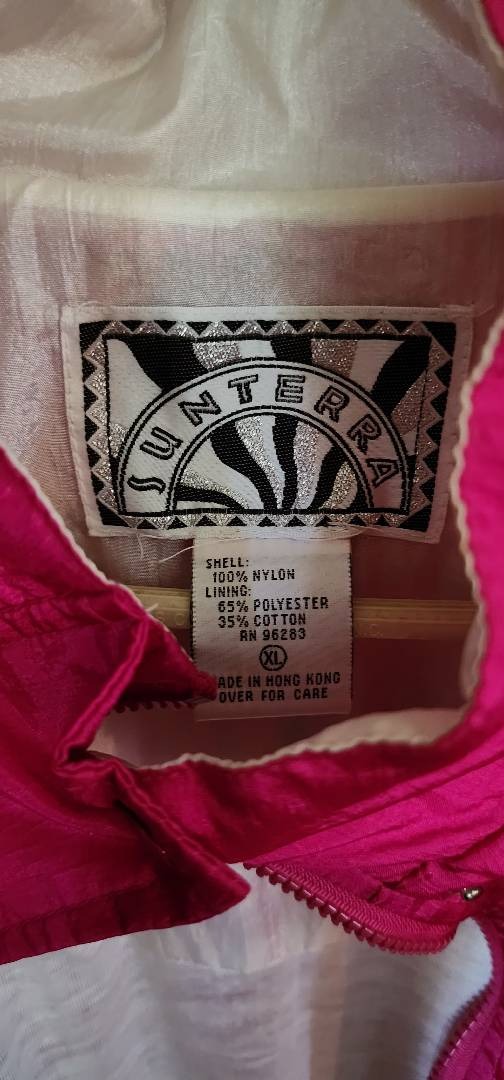 SUNTERRA
SHELL:
100% NYLON
LINING:
65% POLYESTER
35% COTTON
RN 96283
XL
ADE IN HONG KONG
OVER FOR CARE